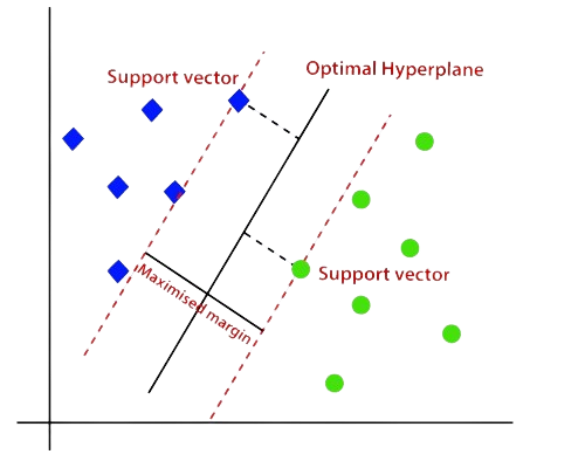 Support vector
Optimal Hyperplane
Maximised margin
Support vector